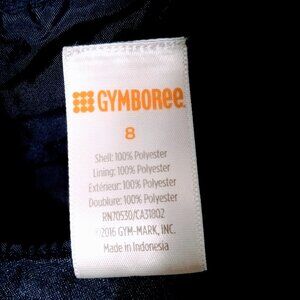 GYMBOREE
8
Shell: 100% Polyester
Lining: 100% Polyester
Extérieur: 100% Polyester
Doublure: 100% Polyester
RN70530/CA31802
©2016 GYM-MARK, INC.
Made in Indonesia